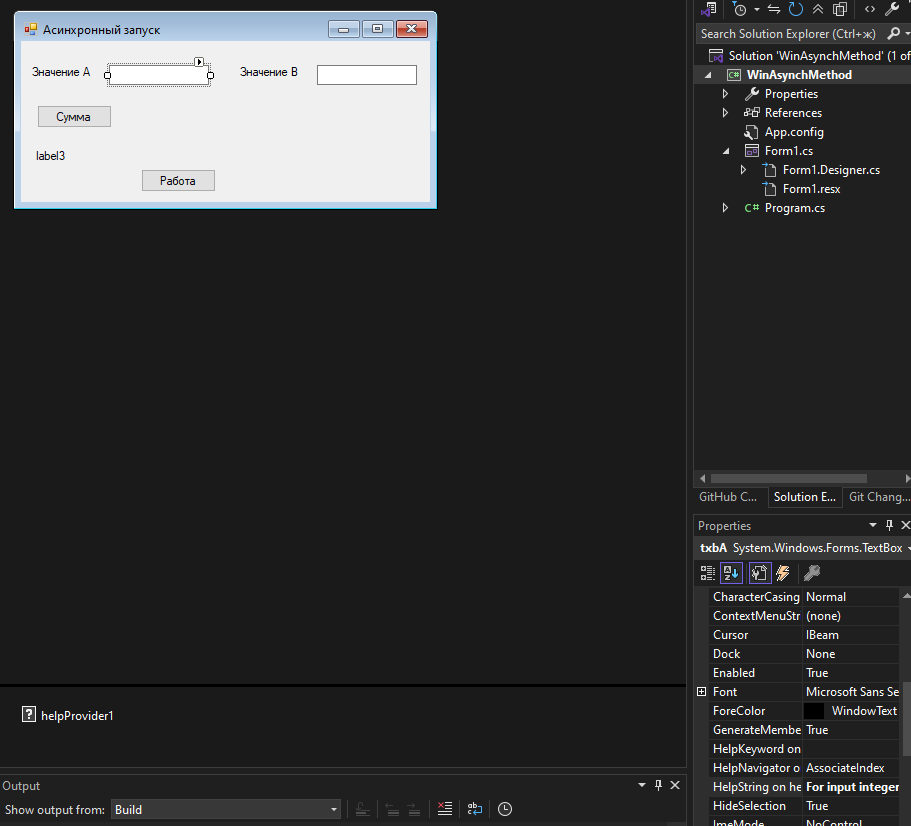 Асинхронный запуск
Значение A
Значение B
Сумма
label3
Работа
helpProvider1
Output
Show output from: Build
Search Solution Explorer (Ctrl+ж)
Solution 'WinAsynchMethod' (1 of
C# WinAsynchMethod
Properties
References
App.config
Form1.cs
Form1.Designer.cs
Form1.resx
C# Program.cs
GitHub C... Solution E... Git Chang...
Properties
txbA System.Windows.Forms.TextBox
CharacterCasing Normal
ContextMenuStr (none)
Cursor IBeam
Dock None
Enabled True
Font Microsoft Sans Se
ForeColor WindowText
GenerateMembe True
HelpKeyword on
HelpNavigator o AssociateIndex
HelpString on he For input integer
HideSelection True
ImeMode NoControl